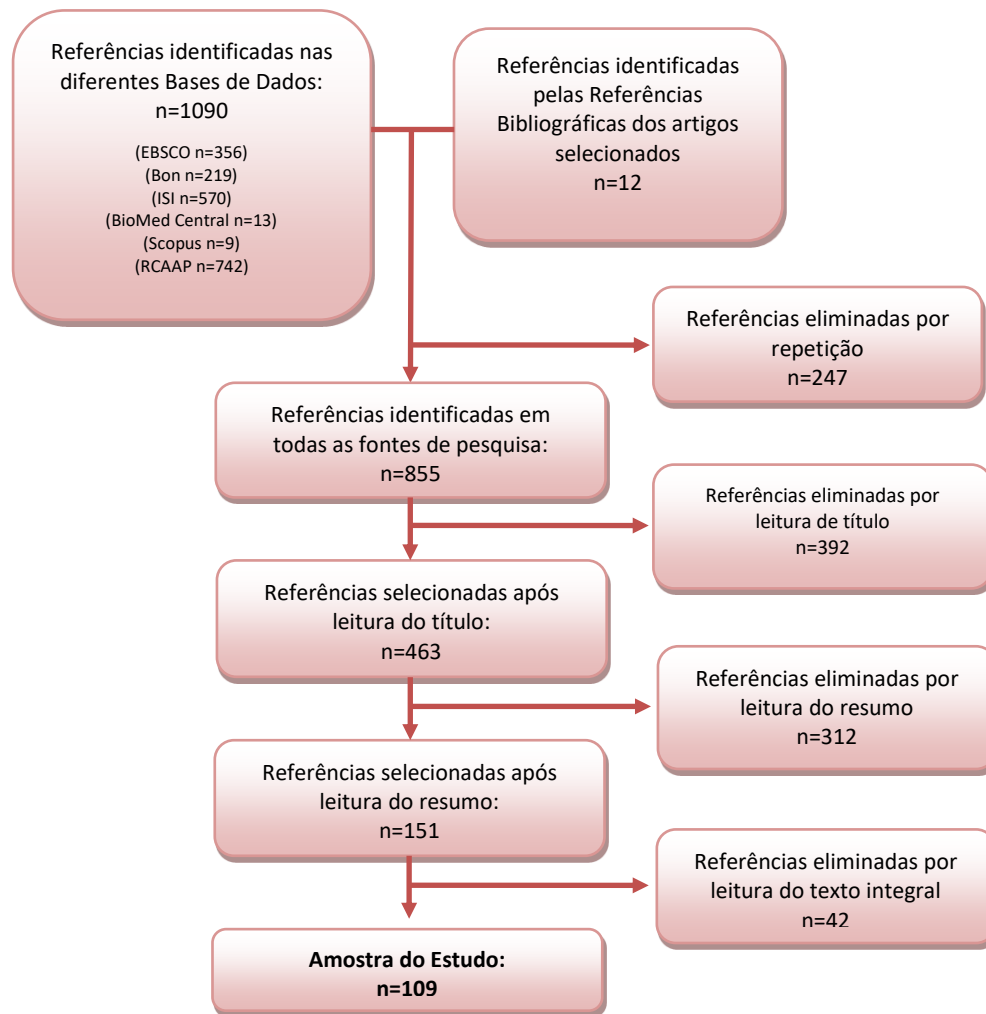 Referências identificadas nas
diferentes Bases de Dados:
n=1090
(EBSCO n=356)
(Bon n=219)
(ISI n=570)
(BioMed Central n=13)
(Scopus n=9)
(RCAAP n=742)
Referências identificadas
pelas Referências
Bibliográficas dos artigos
selecionados
n=12
Referências eliminadas por
repetição
n=247
Referências identificadas em
todas as fontes de pesquisa:
n=855
Referências eliminadas por
leitura de título
n=392
Referências selecionadas após
leitura do título:
n=463
Referências eliminadas por
leitura do resumo
n=312
Referências selecionadas após
leitura do resumo:
n=151
Referências eliminadas por
leitura do texto integral
n=42
Amostra do Estudo:
n=109